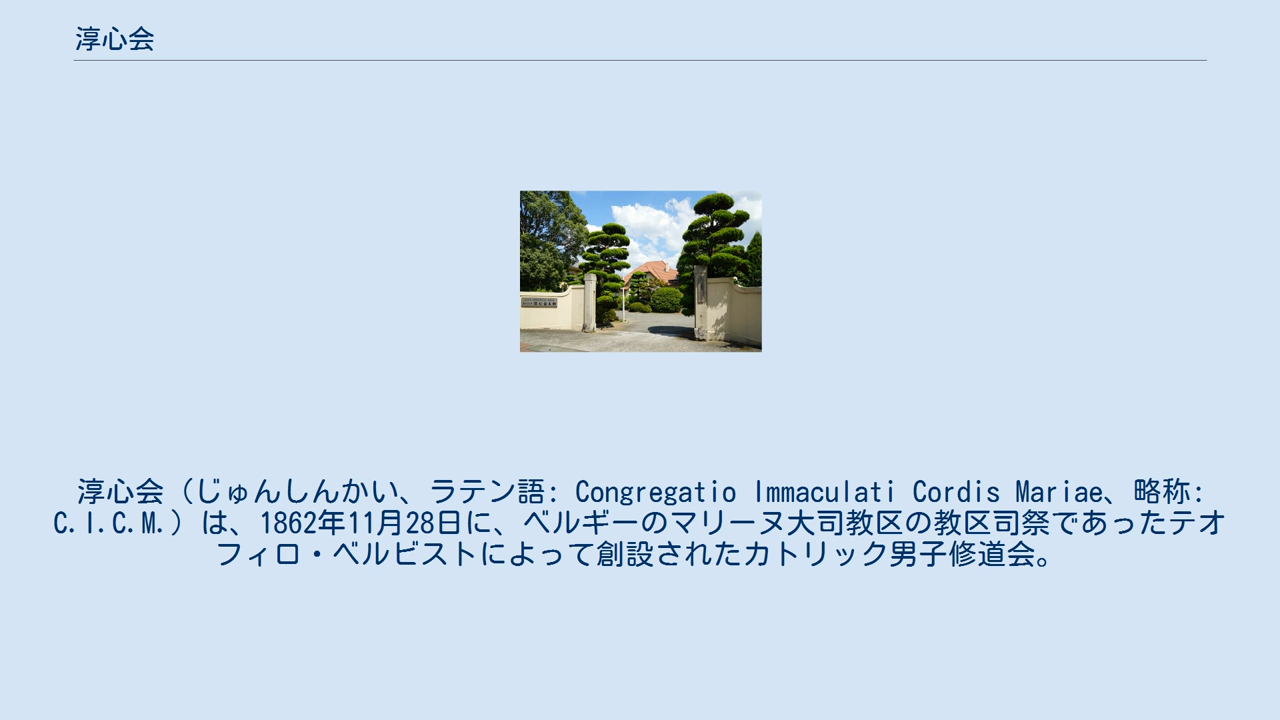 淳心会
淳心会（じゅんしんかい、ラテン語: Congregatio Immaculati Cordis Mariae、略称:
C.I.C.M.）は、1862年11月28日に、ベルギーのマリーヌ大司教区の教区司祭であったテオ
フィロ・ベルビストによって創設されたカトリック男子修道会。